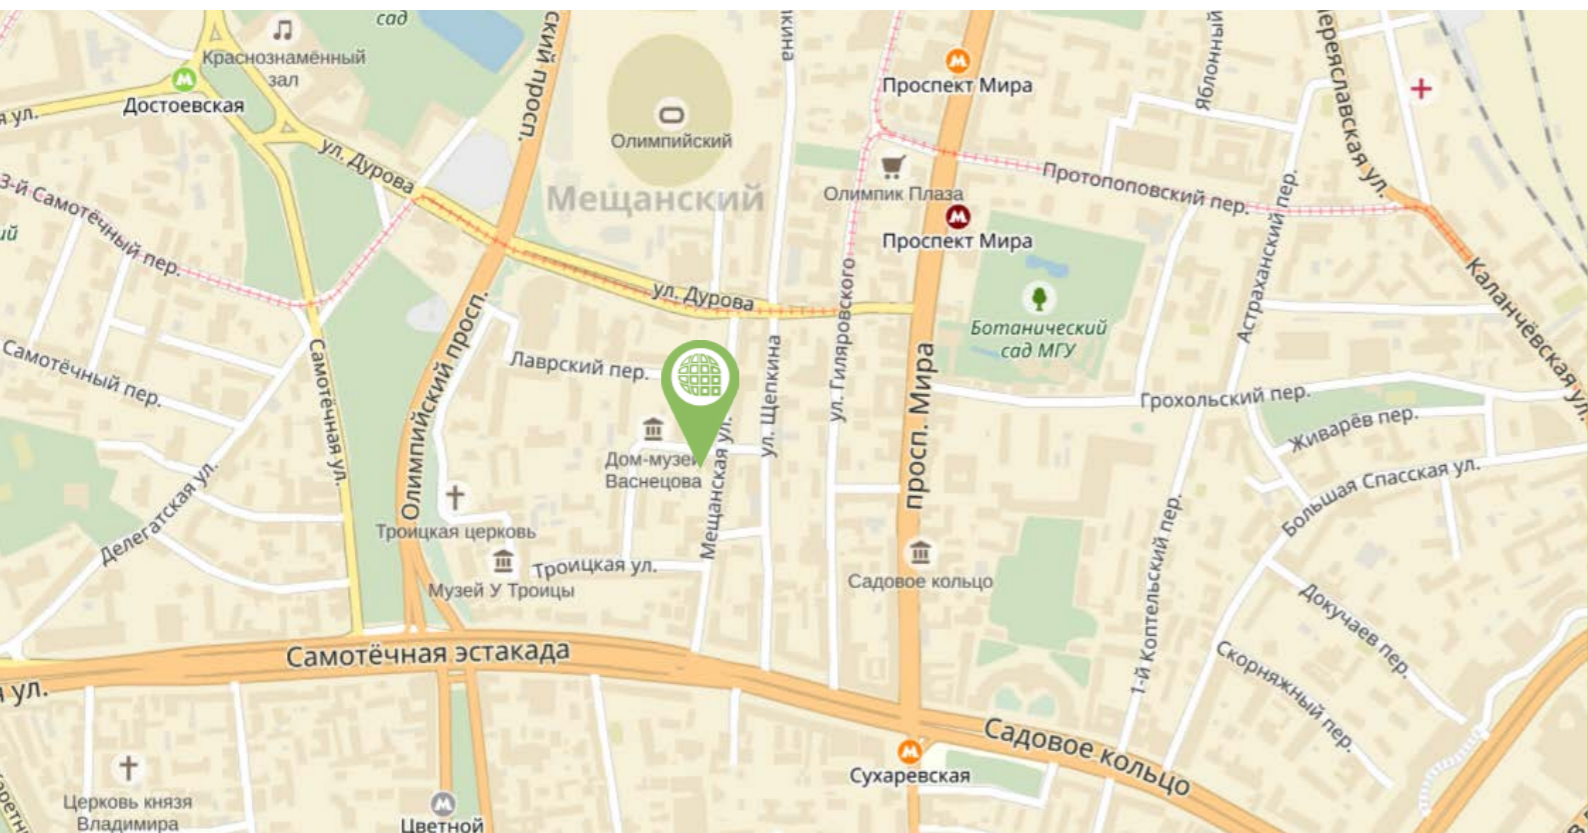 сад
ский просп.
Краснознамённый
зал
Достоевская
я ул.
ул. Дурова
Олимпийский
Мещанский
Проспект Мира
Яблонный
Переяславская ул.
Олимпик Плаза
Протопоповский пер.
3-й Самотёчный пер.
ий
Проспект Мира
ул. Дурова
ул. Гиляровского
Астраханский пер.
Каланчёвская ул.
Ботанический
сад МГУ
Самотёчный пер.
Самотёчная ул.
Олимпийский просп.
Лаврский пер.
ул. Щепкина
просп. Мира
Грохольский пер.
Живарёв пер.
Дом-музей
Васнецова
Мещанская ул.
Большая Спасская ул.
Делегатская ул.
Троицкая церковь
Троицкая ул.
Музей У Троицы
Садовое кольцо
1-й Коптельский пер.
Докучаев пер.
Скорняжный пер.
Самотёчная эстакада
я ул.
Садовое кольцо
Сухаревская
Церковь князя
Владимира
Цветной